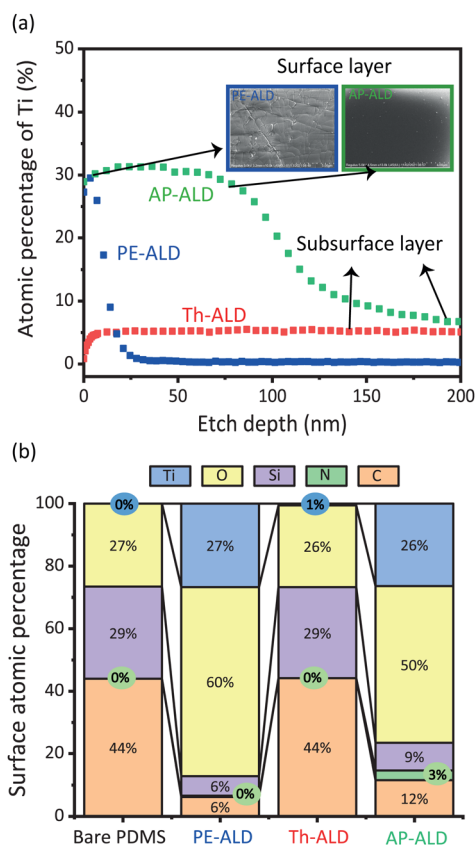 (a)
50
40
30
20
10
0
Atomic percentage of Ti (%)
Surface layer
PE-ALD
AP-ALD
AP-ALD
PE-ALD
Th-ALD
Subsurface layer
0
50
100
150
200
Etch depth (nm)
(b)
Ti
O
Si
N
C
100
80
60
40
20
0
Surface atomic percentage
0%
27%
29%
0%
44%
27%
60%
6%
0%
6%
1%
26%
29%
0%
44%
26%
50%
9%
3%
12%
Bare PDMS
PE-ALD
Th-ALD
AP-ALD